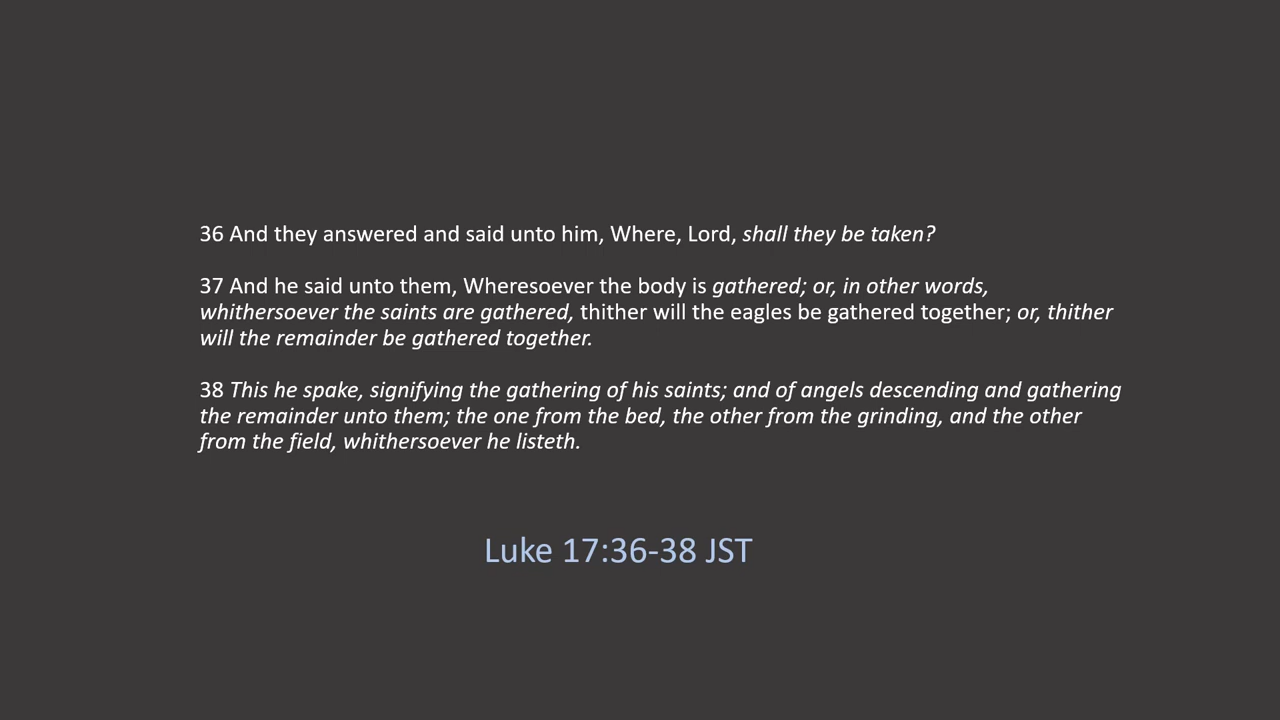 36 And they answered and said unto him, Where, Lord, shall they be taken?
37 And he said unto them, Wheresoever the body is gathered; or, in other words,
whithersoever the saints are gathered, thither will the eagles be gathered together; or, thither
will the remainder be gathered together.
38 This he spake, signifying the gathering of his saints; and of angels descending and gathering
the remainder unto them; the one from the bed, the other from the grinding, and the other
from the field, whithersoever he listeth.
Luke 17:36-38 JST